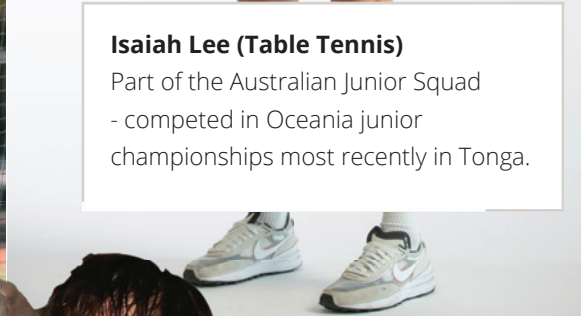 Isaiah Lee (Table Tennis)
Part of the Australian Junior Squad
- competed in Oceania junior
championships most recently in Tonga.